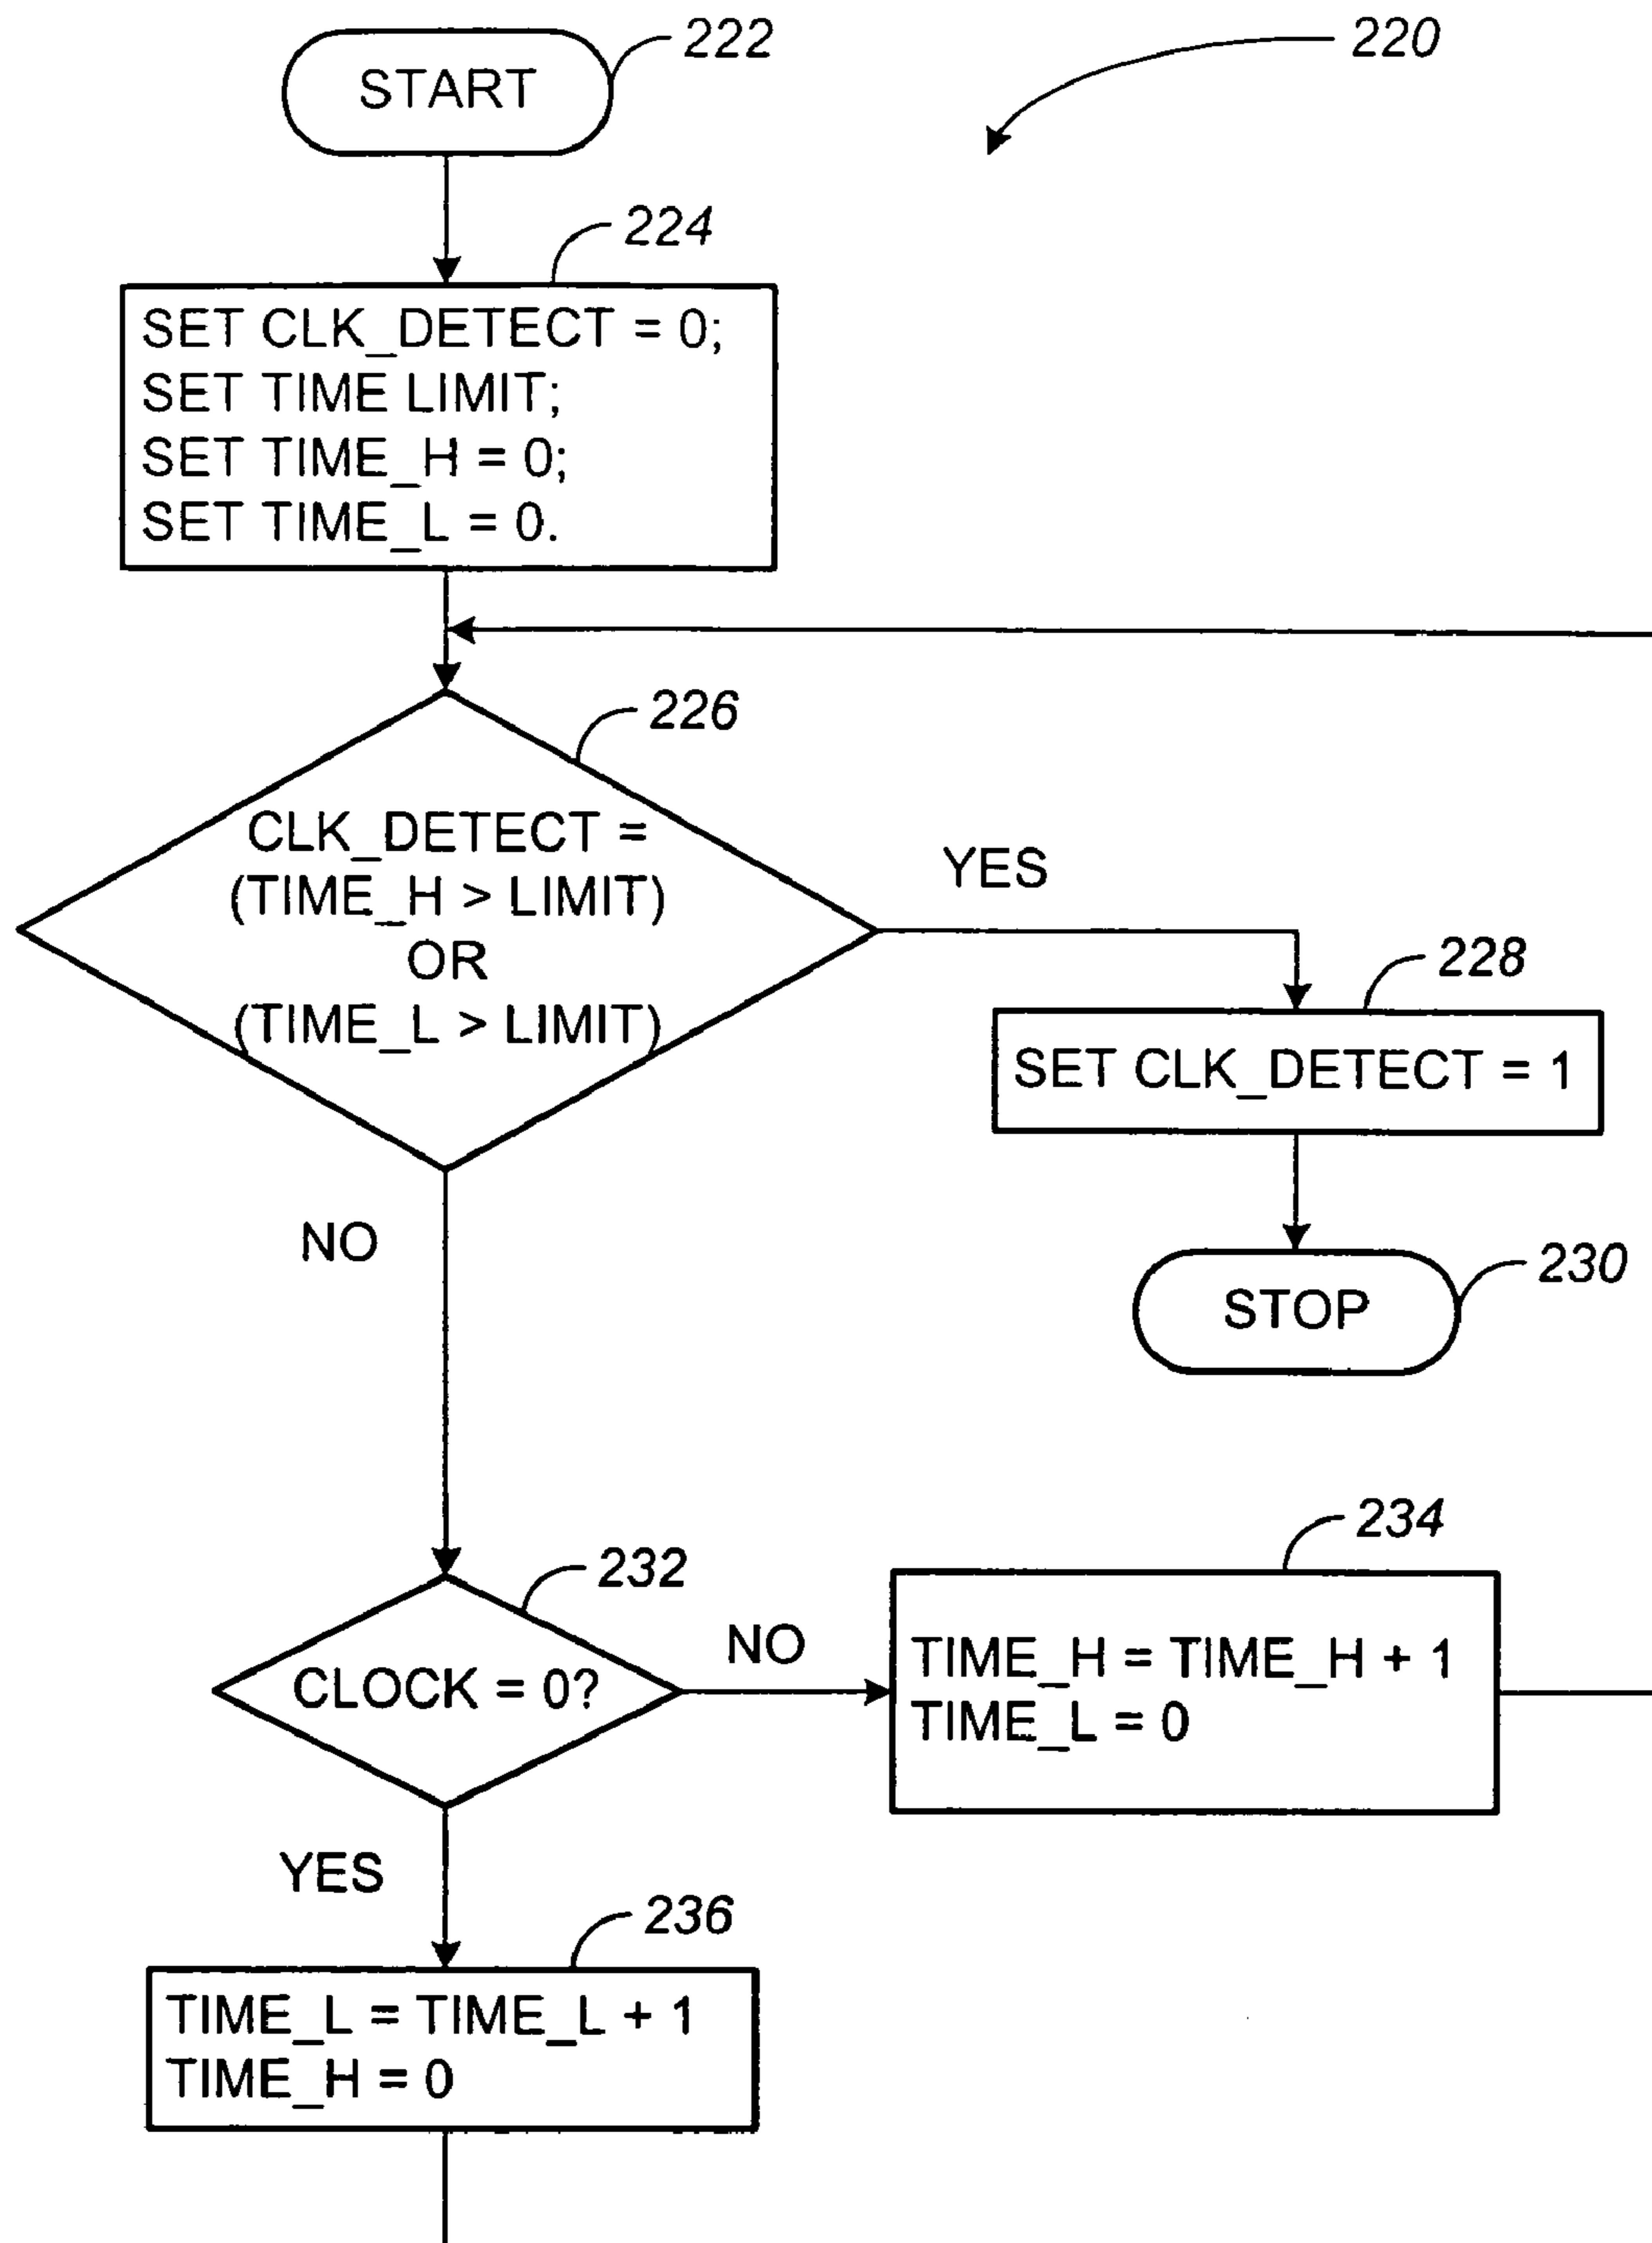 START
222
220
224
SET CLK_DETECT = 0;
SET TIME LIMIT;
SET TIME_H = 0;
SET TIME_L = 0.
226
CLK_DETECT =
(TIME_H > LIMIT)
OR
(TIME_L > LIMIT)
YES
228
SET CLK_DETECT = 1
NO
STOP
230
232
CLOCK = 0?
NO
234
TIME_H = TIME_H + 1
TIME_L = 0
YES
236
TIME_L = TIME_L + 1
TIME_H = 0